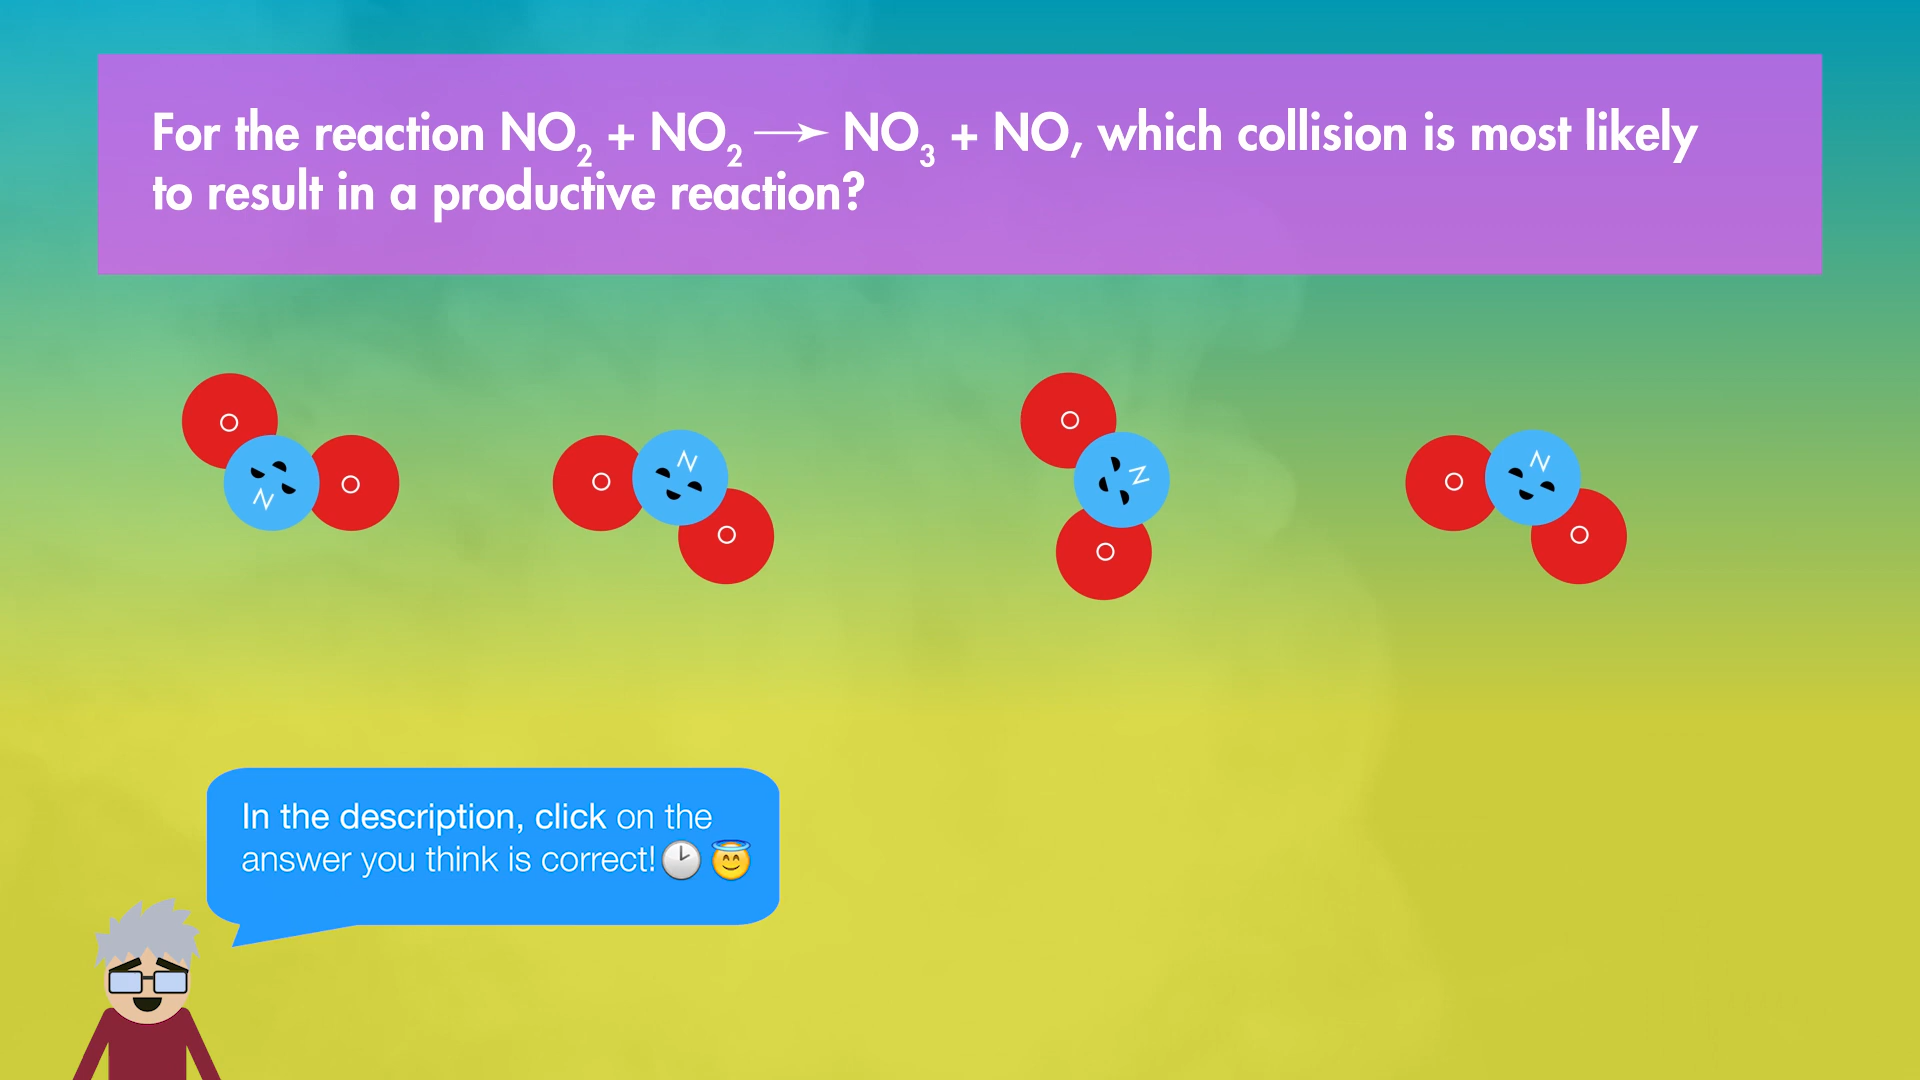 For the reaction NO₂ + NO₂ ⟶ NO₃ + NO, which collision is most likely
to result in a productive reaction?
O N O O N O O N O O N O
In the description, click on the
answer you think is correct!🕑 😇